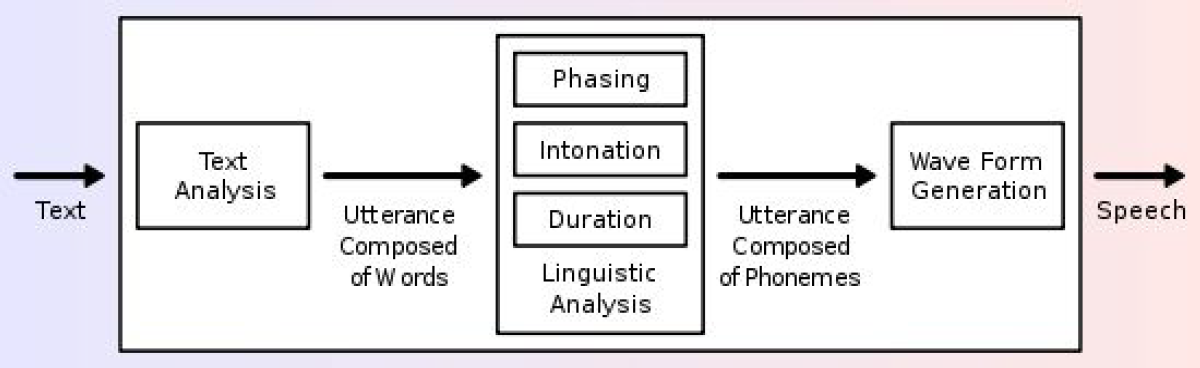 Text
Text
Analysis
Utterance
Composed
of Words
Phasing
Intonation
Duration
Linguistic
Analysis
Utterance
Composed
of Phonemes
Wave Form
Generation
Speech